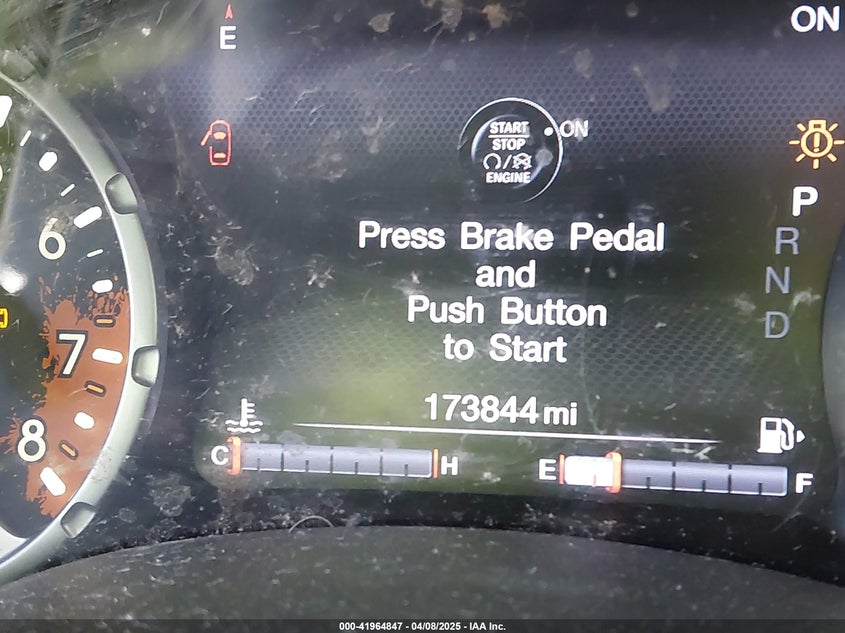 E
ON
START
STOP
ENGINE
ON
P
R
N
D
6
7
8
Press Brake Pedal
and
Push Button
to Start
173844 mi
C H
E F
000-41964847 - 04/08/2025 - IAA Inc.